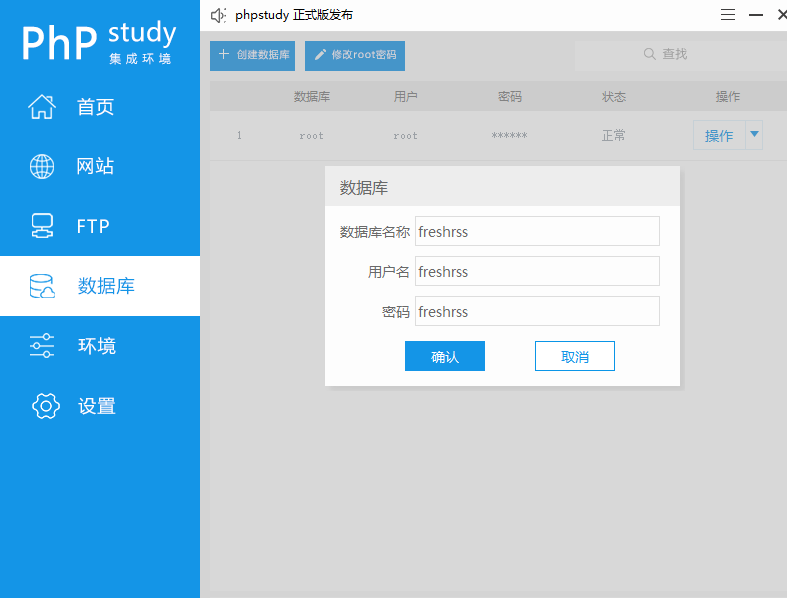 PhP study
集成环境
首页
网站
FTP
数据库
环境
设置
phpstudy 正式版发布
创建数据库 修改root密码 查找
数据库 用户 密码 状态 操作
1 root root ****** 正常 操作
数据库
数据库名称 freshrss
用户名 freshrss
密码 freshrss
确认 取消